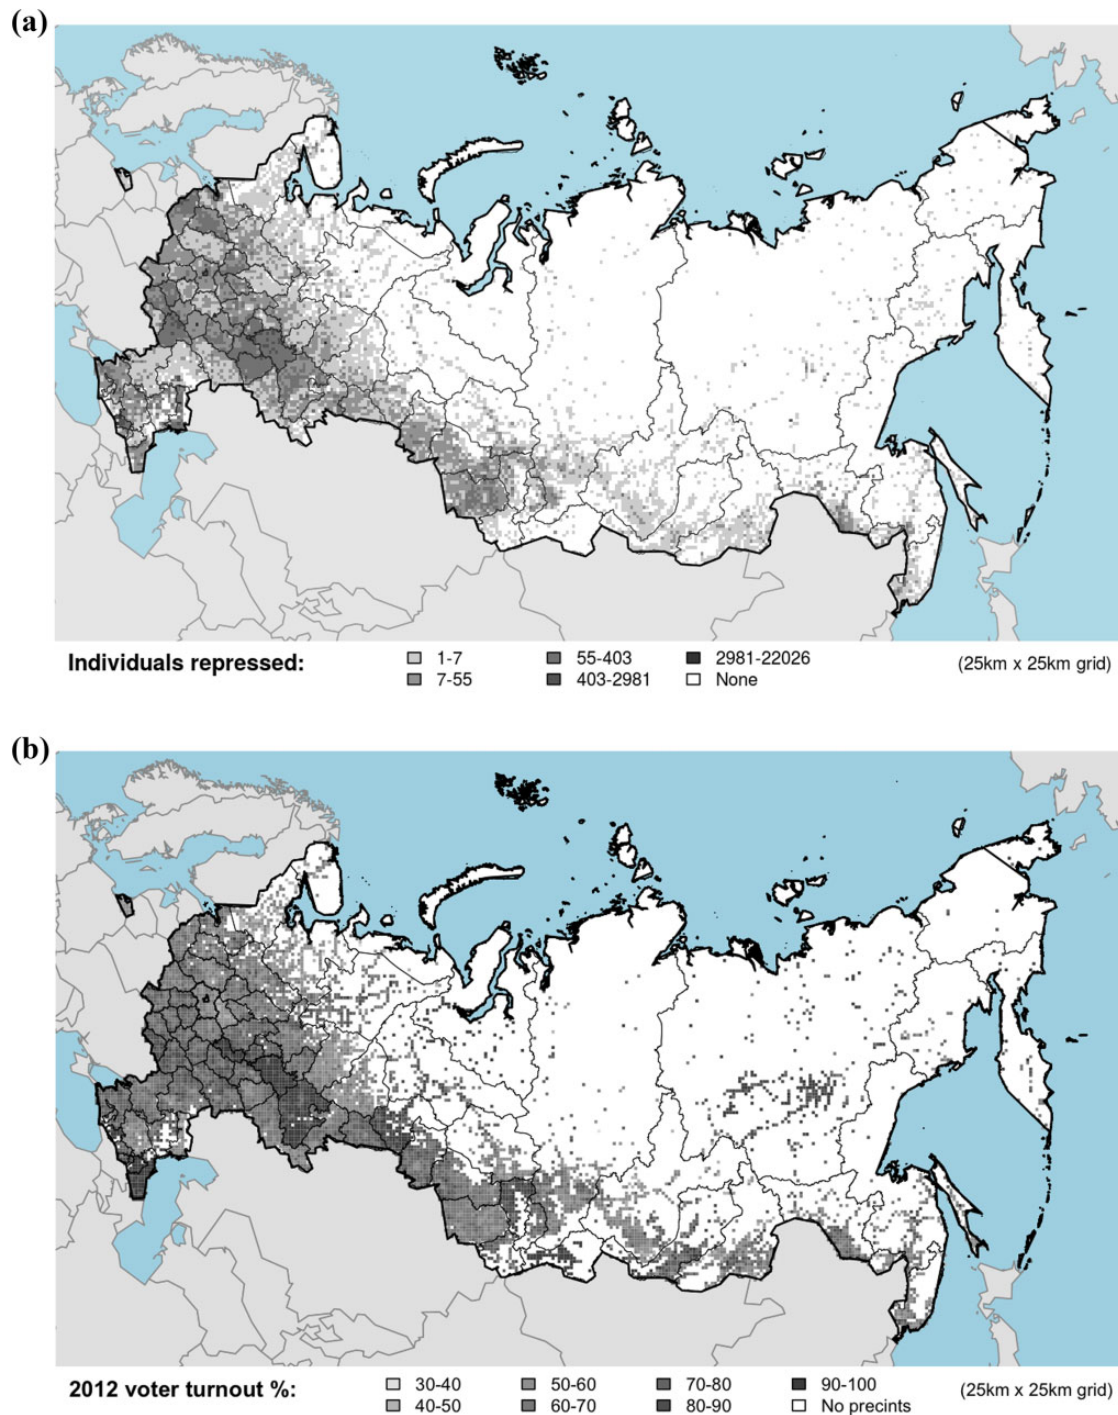 (a)
Individuals repressed: 1-7 55-403 2981-22026 (25km x 25km grid)
7-55 403-2981 None
(b)
2012 voter turnout %: 30-40 50-60 70-80 90-100 (25km x 25km grid)
40-50 60-70 80-90 No precints